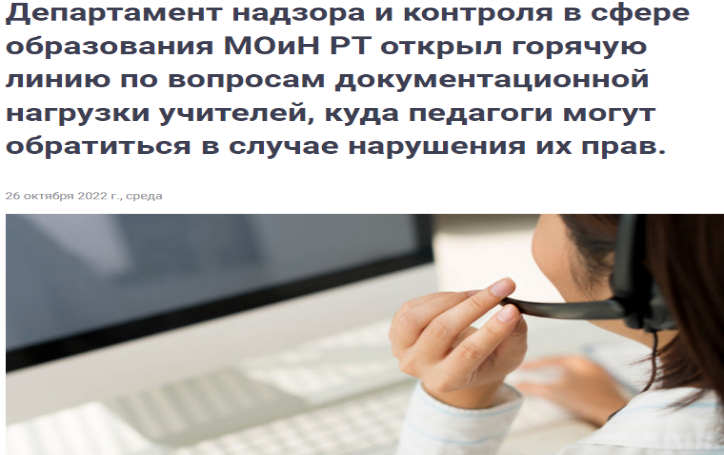 Департамент надзора и контроля в сфере
образования МОиН РТ открыл горячую
линию по вопросам документационной
нагрузки учителей, куда педагоги могут
обратиться в случае нарушения их прав.
26 октября 2022 г., среда